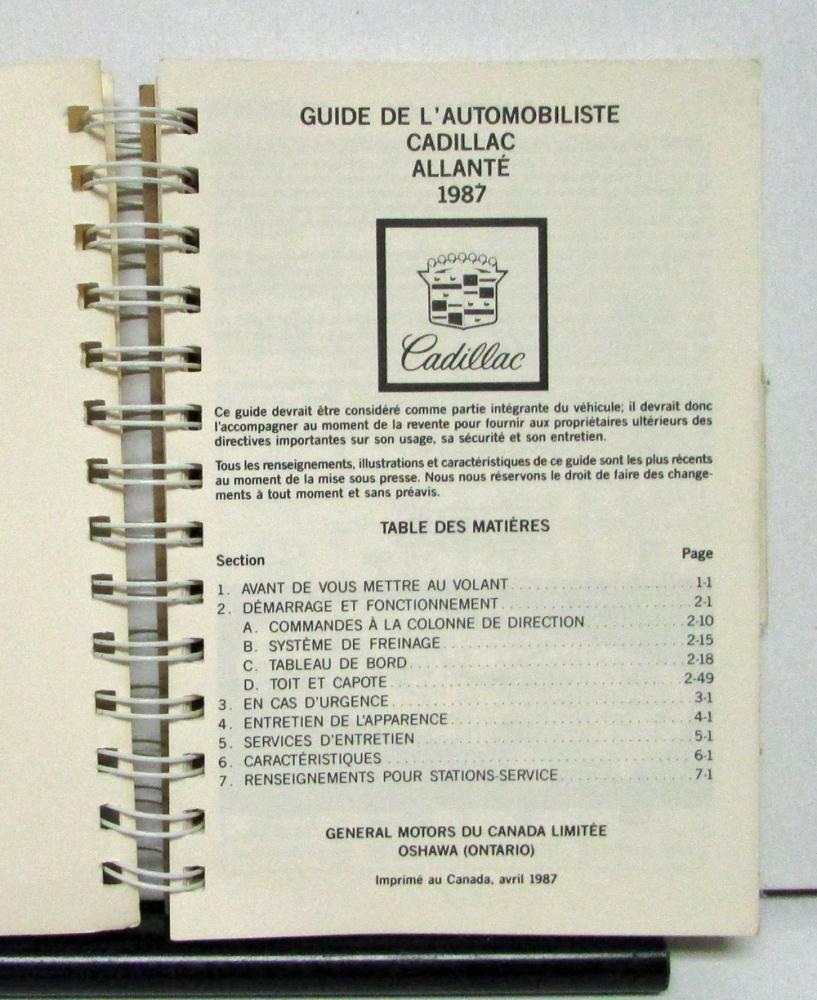 GUIDE DE L'AUTOMOBILISTE
CADILLAC
ALLANTÉ
1987
Cadillac
Ce guide devrait être considéré comme partie intégrante du véhicule; il devrait donc
l'accompagner au moment de la revente pour fournir aux propriétaires ultérieurs des
directives importantes sur son usage, sa sécurité et son entretien.
Tous les renseignements, illustrations et caractéristiques de ce guide sont les plus récents
au moment de la mise sous presse. Nous nous réservons le droit de faire des change-
ments à tout moment et sans préavis.
TABLE DES MATIÈRES
Section Page
1. AVANT DE VOUS METTRE AU VOLANT 1-1
2. DÉMARRAGE ET FONCTIONNEMENT 2-1
A. COMMANDES À LA COLONNE DE DIRECTION 2-10
B. SYSTÈME DE FREINAGE 2-15
C. TABLEAU DE BORD 2-18
D. TOIT ET CAPOTE 2-49
3. EN CAS D'URGENCE 3-1
4. ENTRETIEN DE L'APPARENCE 4-1
5. SERVICES D'ENTRETIEN 5-1
6. CARACTÉRISTIQUES 6-1
7. RENSEIGNEMENTS POUR STATIONS-SERVICE 7-1
GENERAL MOTORS DU CANADA LIMITÉE
OSHAWA (ONTARIO)
Imprimé au Canada, avril 1987